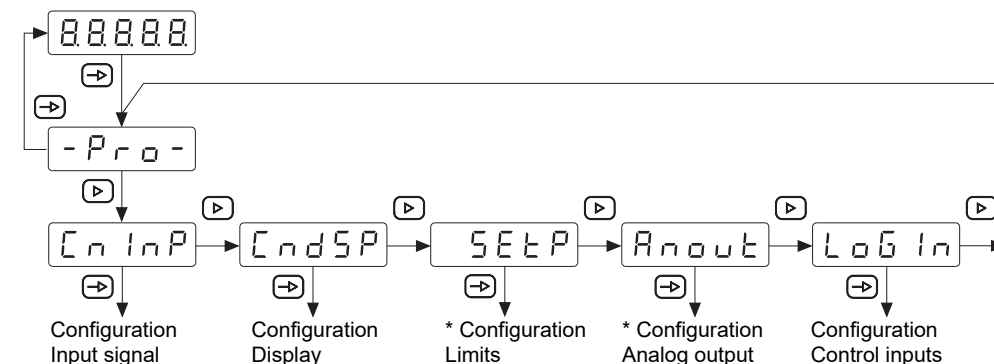 8.8.8.8.8.
-Pro-
CnInP
CndSP
SEtP
Anout
LoGIn
Configuration
Input signal
Configuration
Display
* Configuration
Limits
* Configuration
Analog output
Configuration
Control inputs